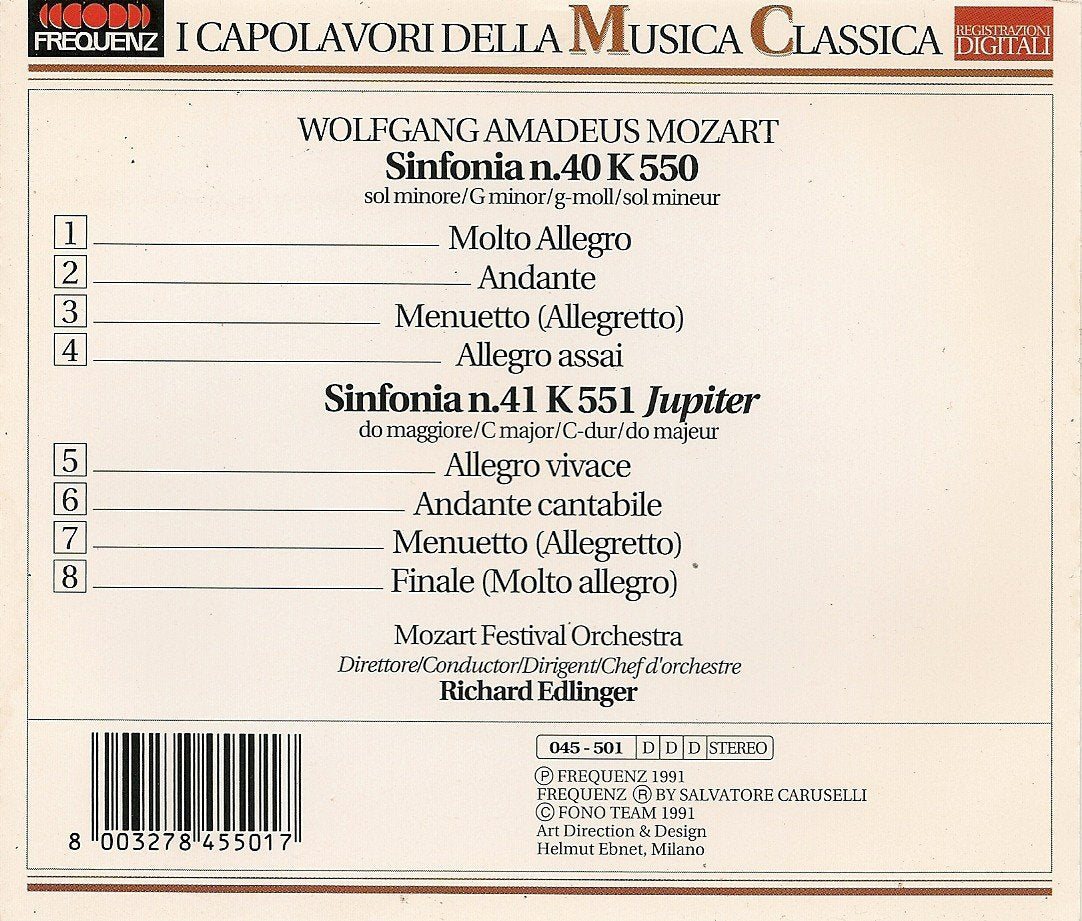 FREQUENZ
I CAPOLAVORI DELLA MUSICA CLASSICA
REGISTRAZIONI
DIGITALI
WOLFGANG AMADEUS MOZART
Sinfonia n.40 K 550
sol minore/G minor/g-moll/sol mineur
1 Molto Allegro
2 Andante
3 Menuetto (Allegretto)
4 Allegro assai
Sinfonia n.41 K 551 Jupiter
do maggiore/C major/C-dur/do majeur
5 Allegro vivace
6 Andante cantabile
7 Menuetto (Allegretto)
8 Finale (Molto allegro)
Mozart Festival Orchestra
Direttore/Conductor/Dirigent/Chef d'orchestre
Richard Edlinger
045 - 501 D D D STEREO
Ⓟ FREQUENZ 1991
FREQUENZ Ⓡ BY SALVATORE CARUSELLI
© FONO TEAM 1991
Art Direction & Design
Helmut Ebnet, Milano
8 003278 455017